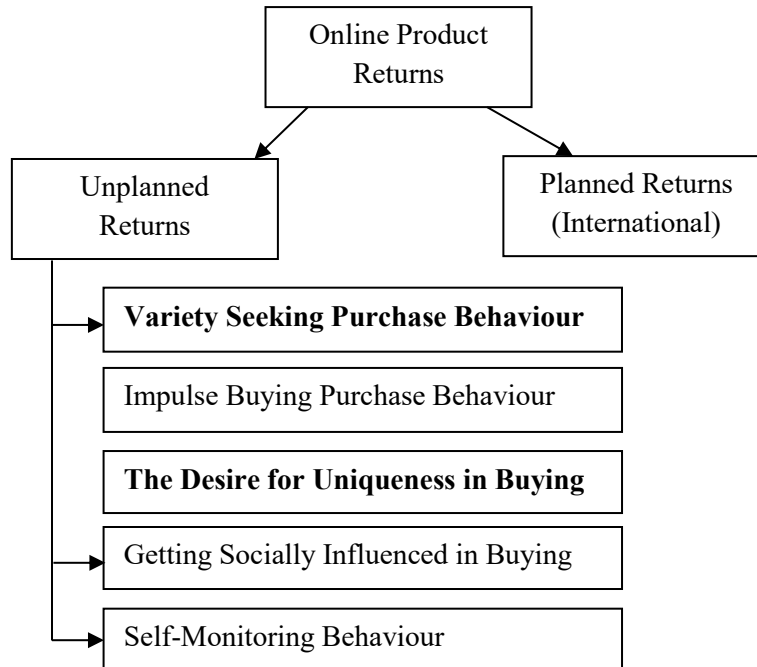 Online Product
Returns
Unplanned
Returns
Planned Returns
(International)
Variety Seeking Purchase Behaviour
Impulse Buying Purchase Behaviour
The Desire for Uniqueness in Buying
Getting Socially Influenced in Buying
Self-Monitoring Behaviour